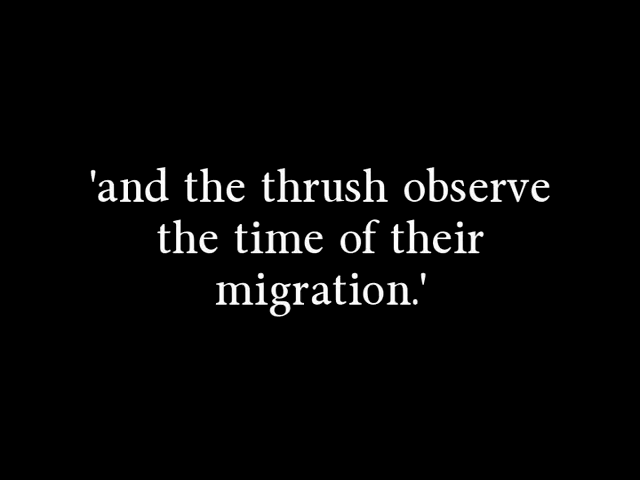 'and the thrush observe
the time of their
migration.'